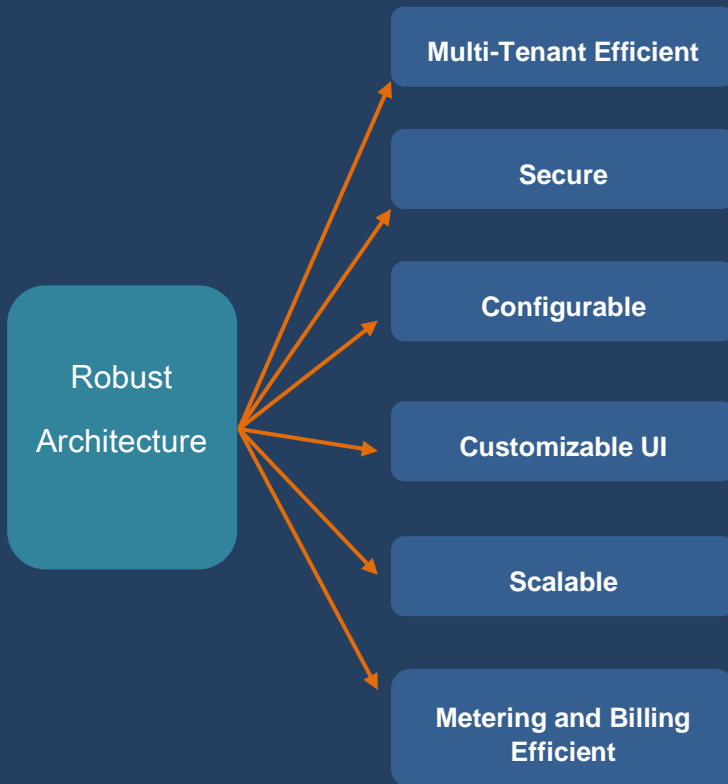 Multi-Tenant Efficient
Secure
Configurable
Robust
Architecture
Customizable UI
Scalable
Metering and Billing
Efficient